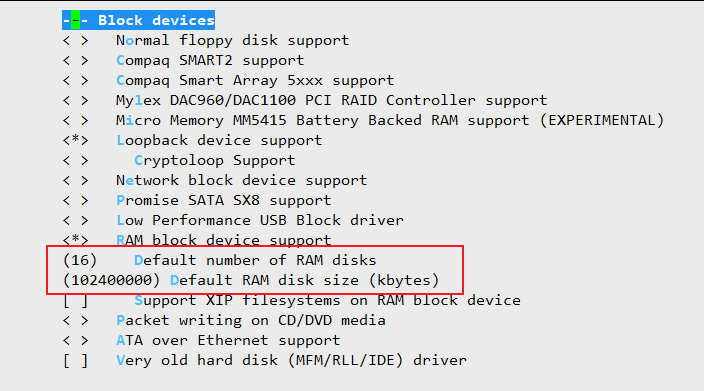 --- Block devices
< >   Normal floppy disk support
< >   Compaq SMART2 support
< >   Compaq Smart Array 5xxx support
< >   Mylex DAC960/DAC1100 PCI RAID Controller support
< >   Micro Memory MM5415 Battery Backed RAM support (EXPERIMENTAL)
<*>   Loopback device support
< >     Cryptoloop Support
< >   Network block device support
< >   Promise SATA SX8 support
< >   Low Performance USB Block driver
<*>   RAM block device support
(16)    Default number of RAM disks
(102400000) Default RAM disk size (kbytes)
[ ]     Support XIP filesystems on RAM block device
< >   Packet writing on CD/DVD media
< >   ATA over Ethernet support
[ ]   Very old hard disk (MFM/RLL/IDE) driver